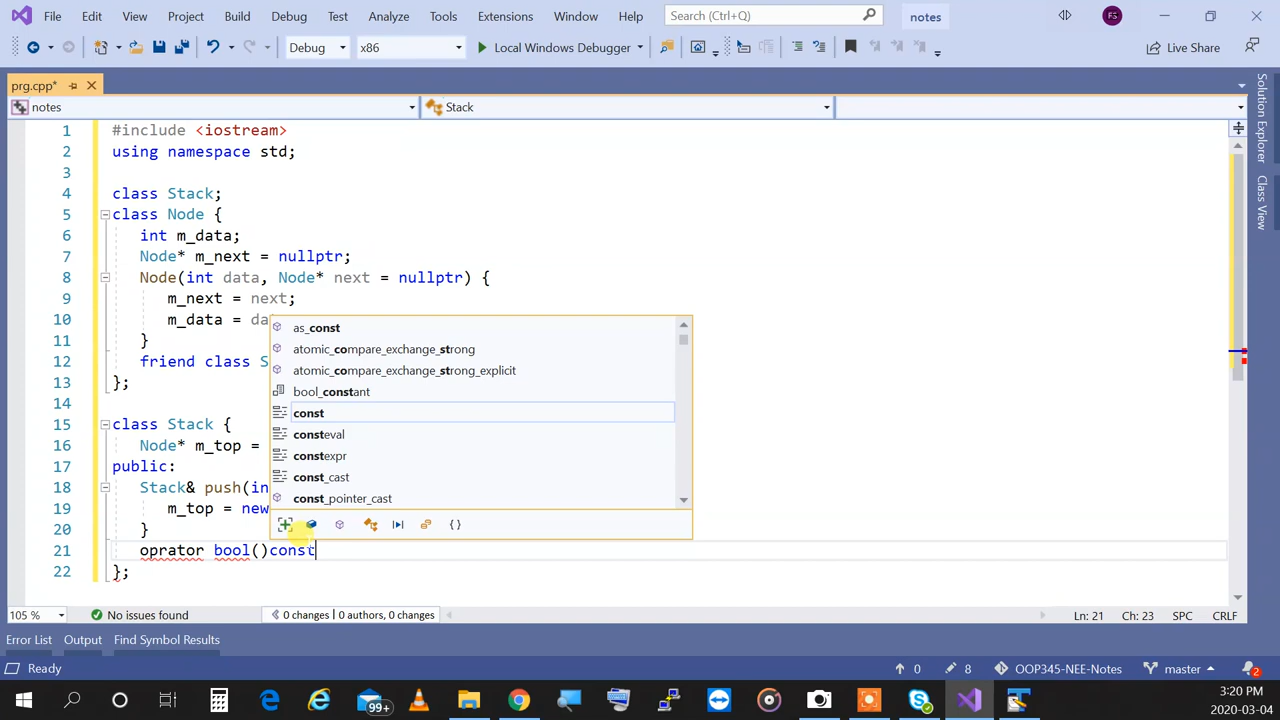 File Edit View Project Build Debug Test Analyze Tools Extensions Window Help Search (Ctrl+Q) notes FS
Debug x86 Local Windows Debugger Live Share
prg.cpp*
notes Stack
1 #include <iostream>
2 using namespace std;
3
4 class Stack;
5 class Node {
6 int m_data;
7 Node* m_next = nullptr;
8 Node(int data, Node* next = nullptr) {
9 m_next = next;
10 m_data = da
11 }
12 friend class S
13 };
14
15 class Stack {
16 Node* m_top =
17 public:
18 Stack& push(in
19 m_top = new
20 }
21 oprator bool()const
22 };
as_const
atomic_compare_exchange_strong
atomic_compare_exchange_strong_explicit
bool_constant
const
consteval
constexpr
const_cast
const_pointer_cast
{ }
Solution Explorer
Class View
105 % No issues found 0 changes | 0 authors, 0 changes Ln: 21 Ch: 23 SPC CRLF
Error List Output Find Symbol Results
Ready 0 8 OOP345-NEE-Notes master 2
99+ 3:20 PM
2020-03-04